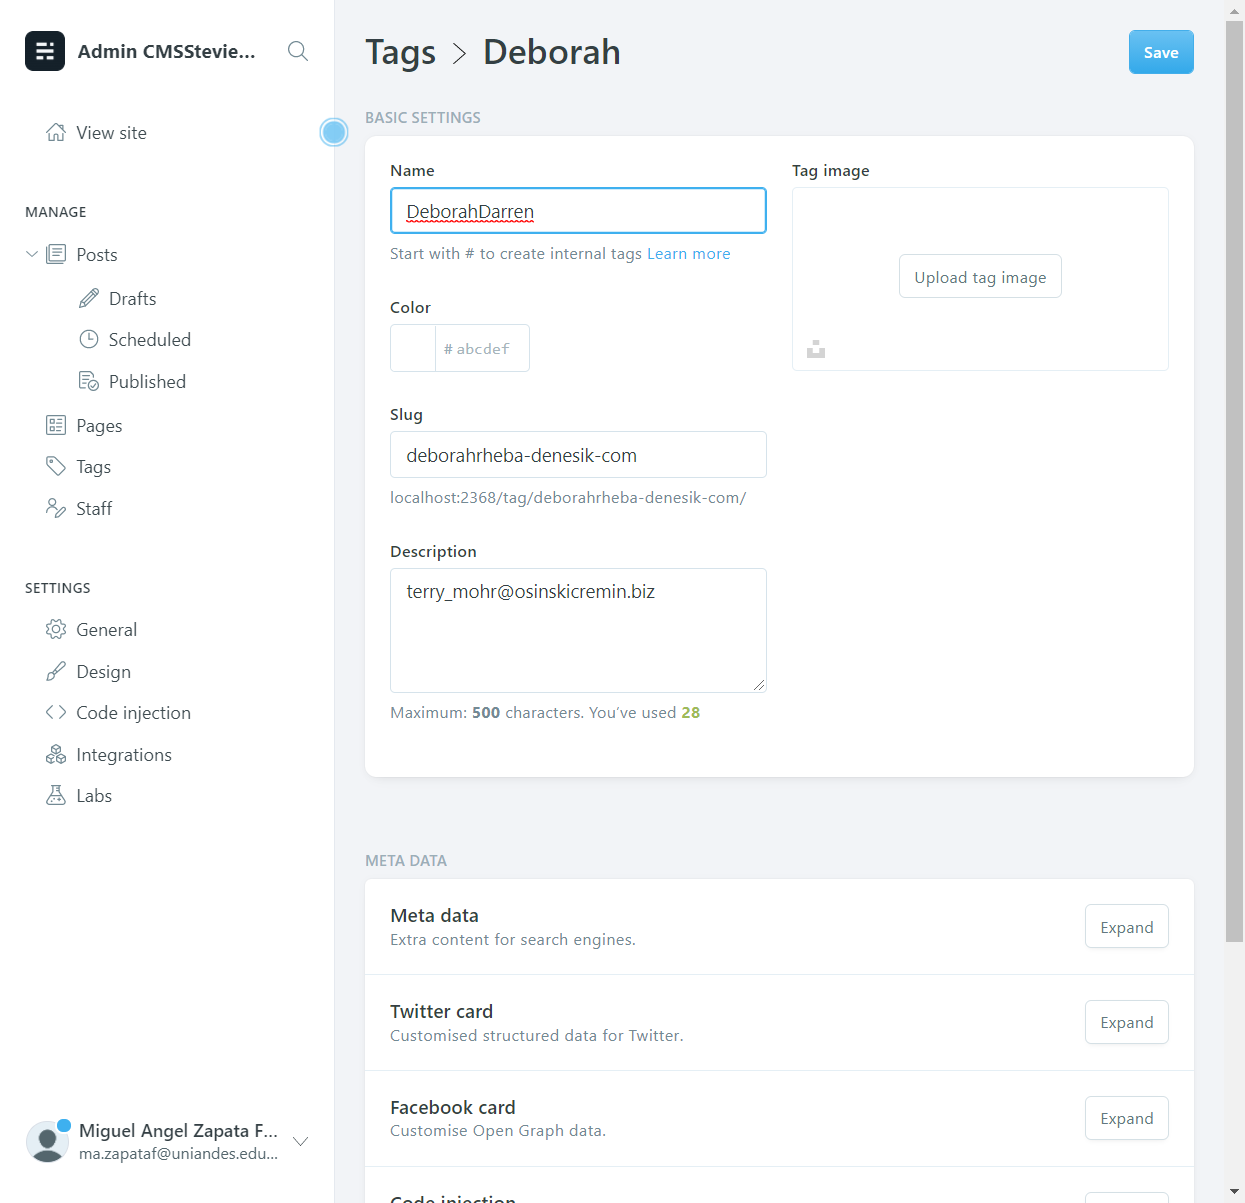 Admin CMSStevie...
View site
MANAGE
Posts
Drafts
Scheduled
Published
Pages
Tags
Staff
SETTINGS
General
Design
Code injection
Integrations
Labs
Miguel Angel Zapata F...
ma.zapataf@uniandes.edu...
Tags > Deborah
Save
BASIC SETTINGS
Name
DeborahDarren
Start with # to create internal tags Learn more
Color
# abcdef
Slug
deborahrheba-denesik-com
localhost:2368/tag/deborahrheba-denesik-com/
Description
terry_mohr@osinskicremin.biz
Maximum: 500 characters. You’ve used 28
Tag image
Upload tag image
META DATA
Meta data
Extra content for search engines.
Expand
Twitter card
Customised structured data for Twitter.
Expand
Facebook card
Customise Open Graph data.
Expand
Code injection